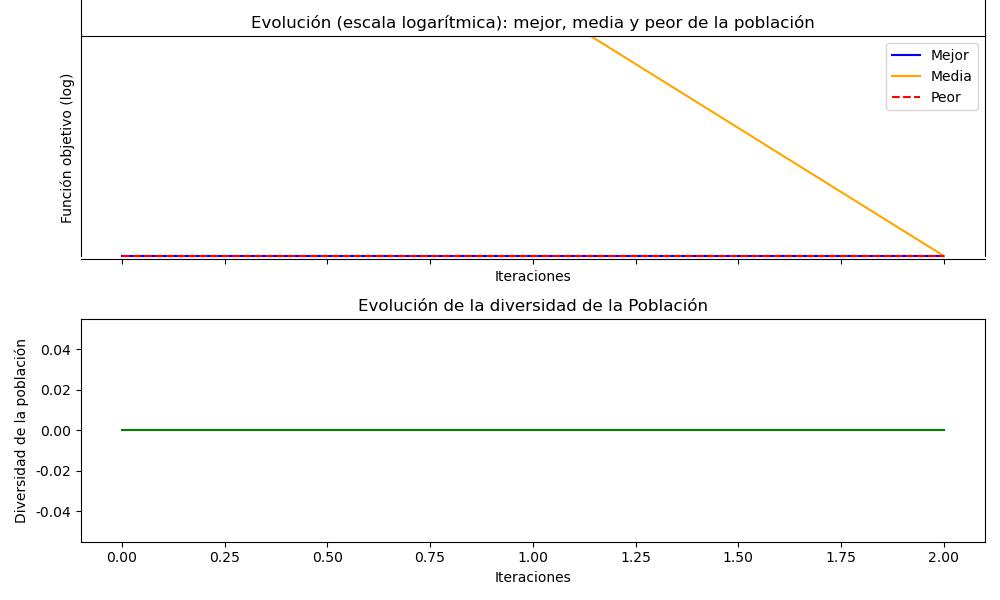 Evolución (escala logarítmica): mejor, media y peor de la población
Función objetivo (log)
Mejor
Media
Peor
Iteraciones
Evolución de la diversidad de la Población
Diversidad de la población
0.04
0.02
0.00
-0.02
-0.04
0.00 0.25 0.50 0.75 1.00 1.25 1.50 1.75 2.00
Iteraciones